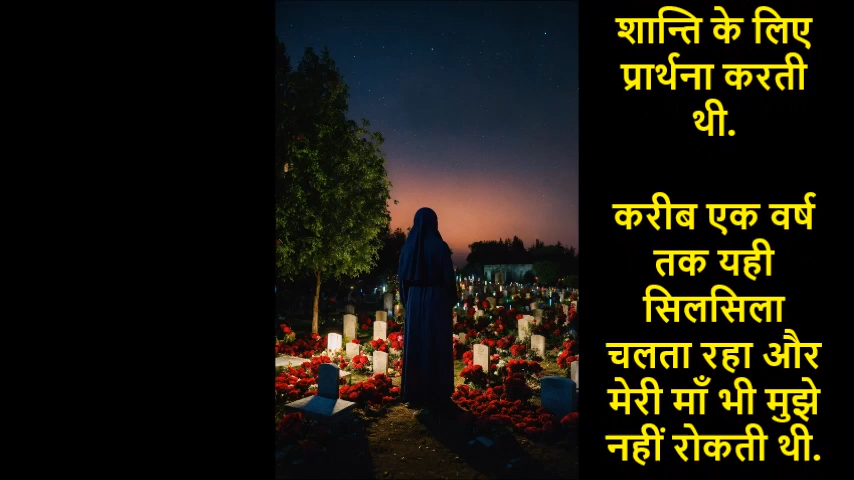 शान्ति के लिए
प्रार्थना करती
थी.
करीब एक वर्ष
तक यही
सिलसिला
चलता रहा और
मेरी माँ भी मुझे
नहीं रोकती थी.